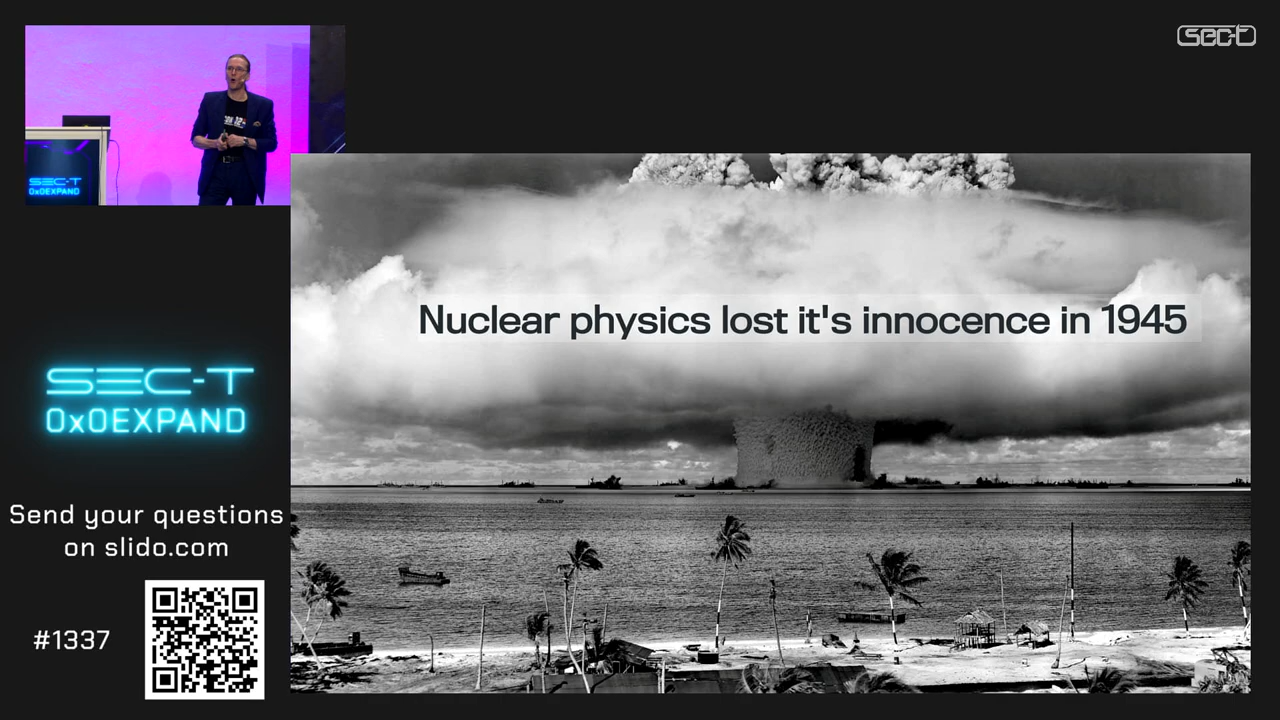 SEC-T
Nuclear physics lost it's innocence in 1945
SEC-T
0x0EXPAND
SEC-T
0x0EXPAND
Send your questions
on slido.com
#1337